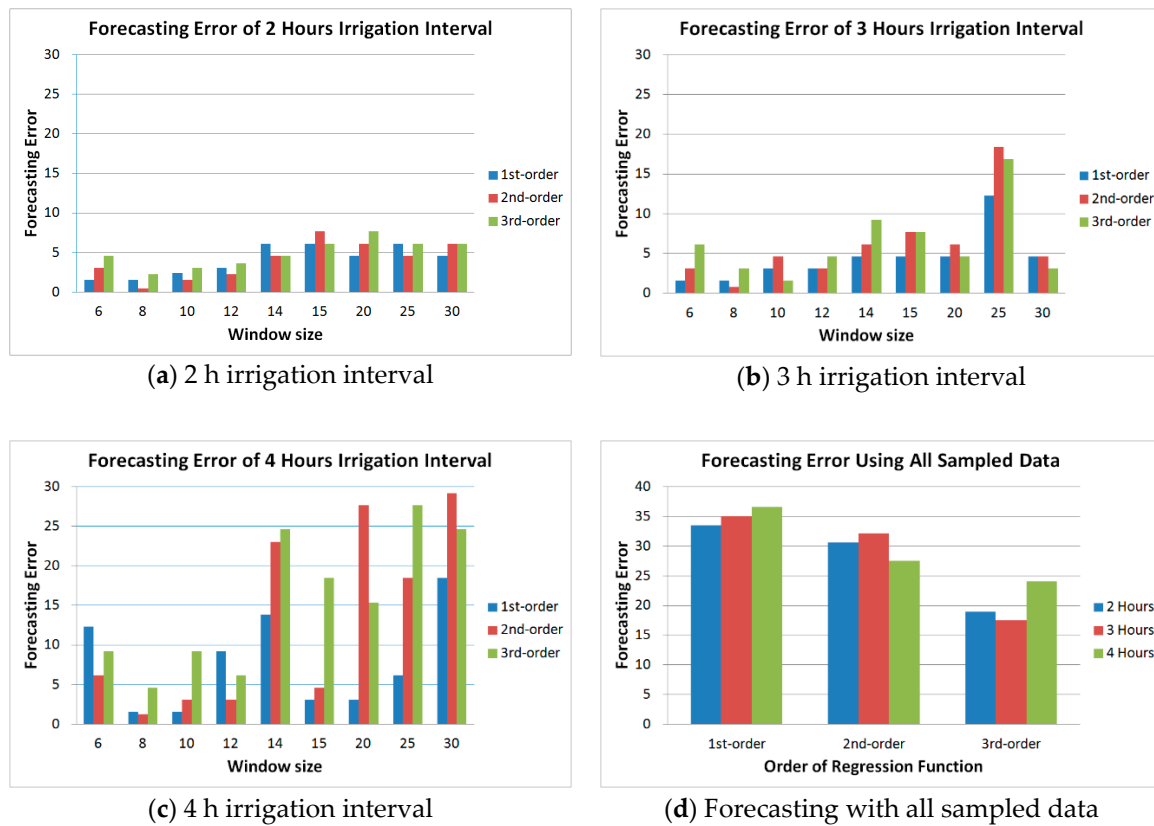 Forecasting Error of 2 Hours Irrigation Interval
30
25
20
15
10
5
0
Forecasting Error
6 8 10 12 14 15 20 25 30
Window size
1st-order
2nd-order
3rd-order
(a) 2 h irrigation interval
Forecasting Error of 3 Hours Irrigation Interval
30
25
20
15
10
5
0
Forecasting Error
6 8 10 12 14 15 20 25 30
Window size
1st-order
2nd-order
3rd-order
(b) 3 h irrigation interval
Forecasting Error of 4 Hours Irrigation Interval
30
25
20
15
10
5
0
Forecasting Error
6 8 10 12 14 15 20 25 30
Window size
1st-order
2nd-order
3rd-order
(c) 4 h irrigation interval
Forecasting Error Using All Sampled Data
40
35
30
25
20
15
10
5
0
Forecasting Error
1st-order 2nd-order 3rd-order
Order of Regression Function
2 Hours
3 Hours
4 Hours
(d) Forecasting with all sampled data